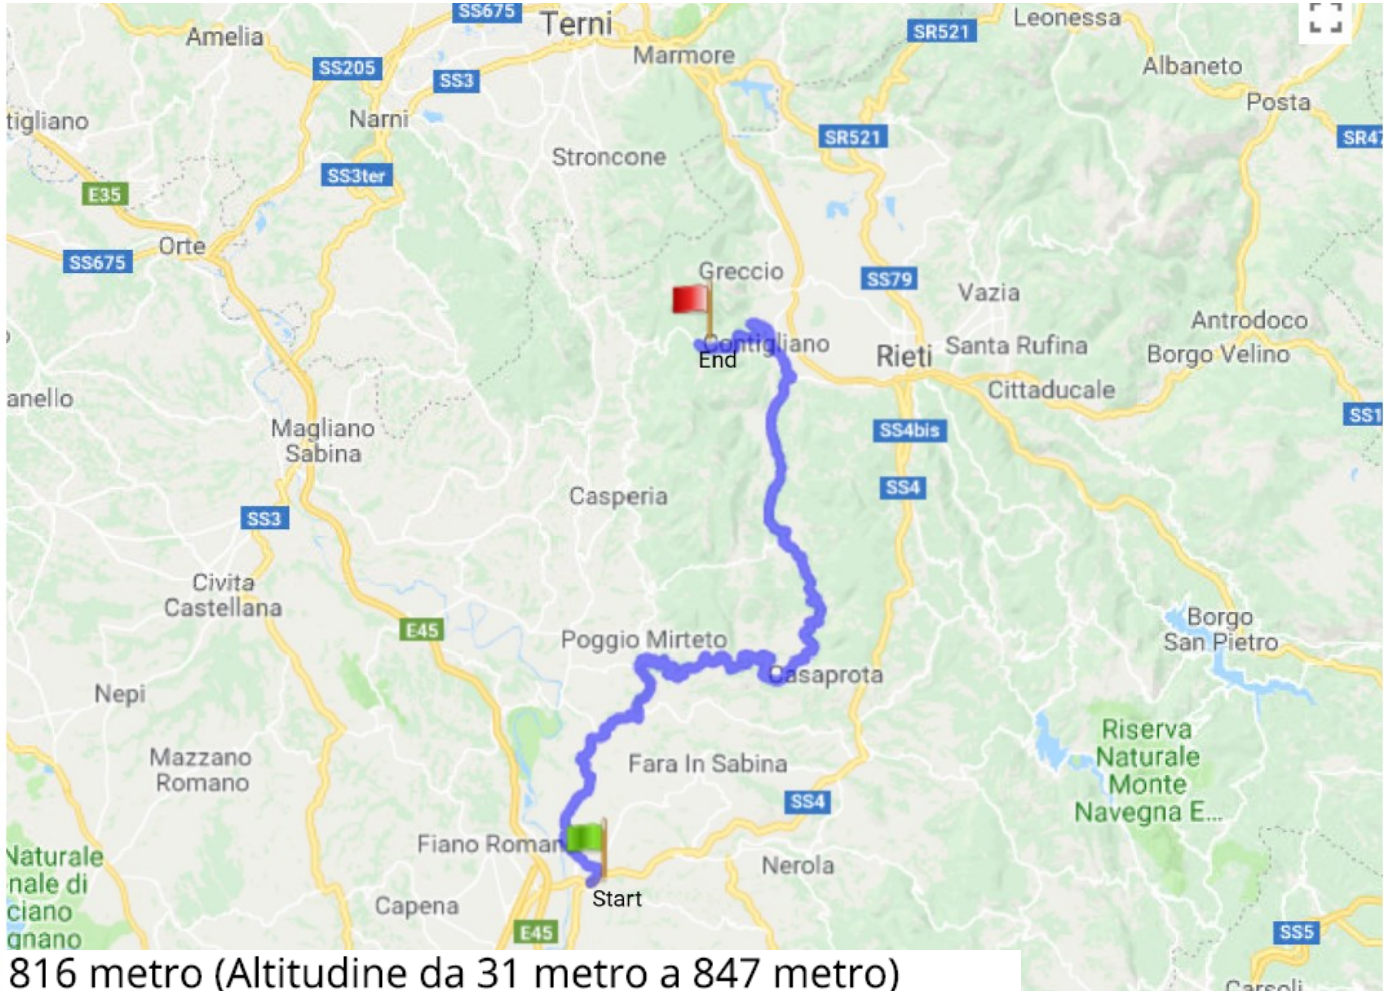 SS675
Terni
Leonessa
Amelia
SR521
Marmore
SS205
SS3
Albaneto
Posta
tigliano
Narni
SR521
SR47
Stroncone
SS3ter
E35
Orte
SS675
Greccio
SS79
Vazia
Antrodoco
Contigliano
Rieti
Santa Rufina
Borgo Velino
End
Cittaducale
anello
SS1
Magliano
Sabina
SS4bis
Casperia
SS4
SS3
Civita
Castellana
E45
Poggio Mirteto
Borgo
San Pietro
Casaprota
Nepi
Riserva
Naturale
Monte
Navegna E...
Mazzano
Romano
Fara In Sabina
SS4
Fiano Roman
Nerola
Naturale
nale di
ciano
gnano
Start
Capena
E45
SS5
816 metro (Altitudine da 31 metro a 847 metro)
Carsoli